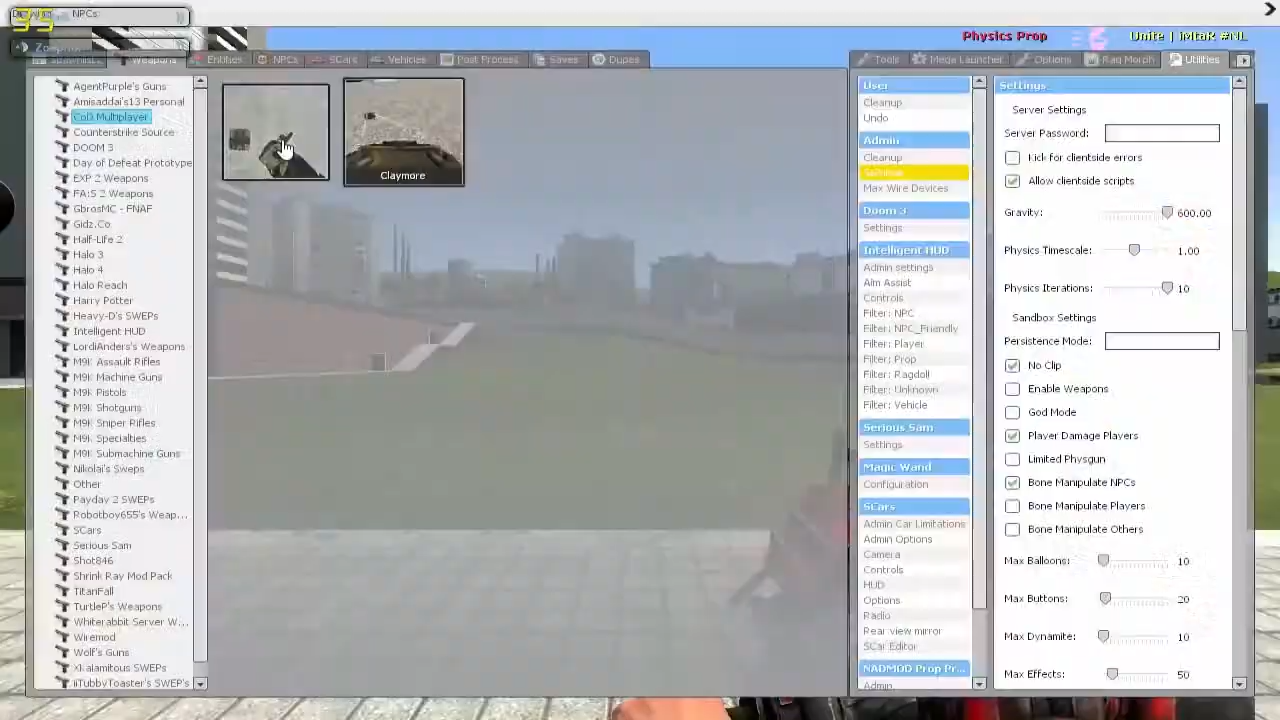 NPCs:
95
Physics Prop
Unite | iMtaR #NL
Weapons
Entities
NPCs
SCars
Vehicles
Post Process
Saves
Dupes
Tools
Mega Launcher
Options
Rag Morph
Utilities
AgentPurple's Guns
Amisaddai's13 Personal
CoD Multiplayer
Counterstrike Source
DOOM 3
Day of Defeat Prototype
EXP 2 Weapons
FA:S 2 Weapons
GbrosMC - FNAF
Gidz.Co
Half-Life 2
Halo 3
Halo 4
Halo Reach
Harry Potter
Heavy-D's SWEPs
Intelligent HUD
LordiAnders's Weapons
M9K Assault Rifles
M9K Machine Guns
M9K Pistols
M9K Shotguns
M9K Sniper Rifles
M9K Specialties
M9K Submachine Guns
Nikolai's Sweps
Other
Payday 2 SWEPs
Robotboy655's Weap...
SCars
Serious Sam
Shot846
Shrink Ray Mod Pack
TitanFall
TurtleP's Weapons
Whiterabbit Server W...
Wiremod
Wolf's Guns
Xkalamitous SWEPs
iiTubbyToaster's SWEP's
Claymore
User
Cleanup
Undo
Admin
Cleanup
Settings
Max Wire Devices
Doom 3
Settings
Intelligent HUD
Admin settings
Aim Assist
Controls
Filter: NPC
Filter: NPC_Friendly
Filter: Player
Filter: Prop
Filter: Ragdoll
Filter: Unknown
Filter: Vehicle
Serious Sam
Settings
Magic Wand
Configuration
SCars
Admin Car Limitations
Admin Options
Camera
Controls
HUD
Options
Radio
Rear view mirror
SCar Editor
NADMOD Prop Pr...
Admin
Settings
Server Settings
Server Password:
Kick for clientside errors
Allow clientside scripts
Gravity: 600.00
Physics Timescale: 1.00
Physics Iterations: 10
Sandbox Settings
Persistence Mode:
No Clip
Enable Weapons
God Mode
Player Damage Players
Limited Physgun
Bone Manipulate NPCs
Bone Manipulate Players
Bone Manipulate Others
Max Balloons: 10
Max Buttons: 20
Max Dynamite: 10
Max Effects: 50